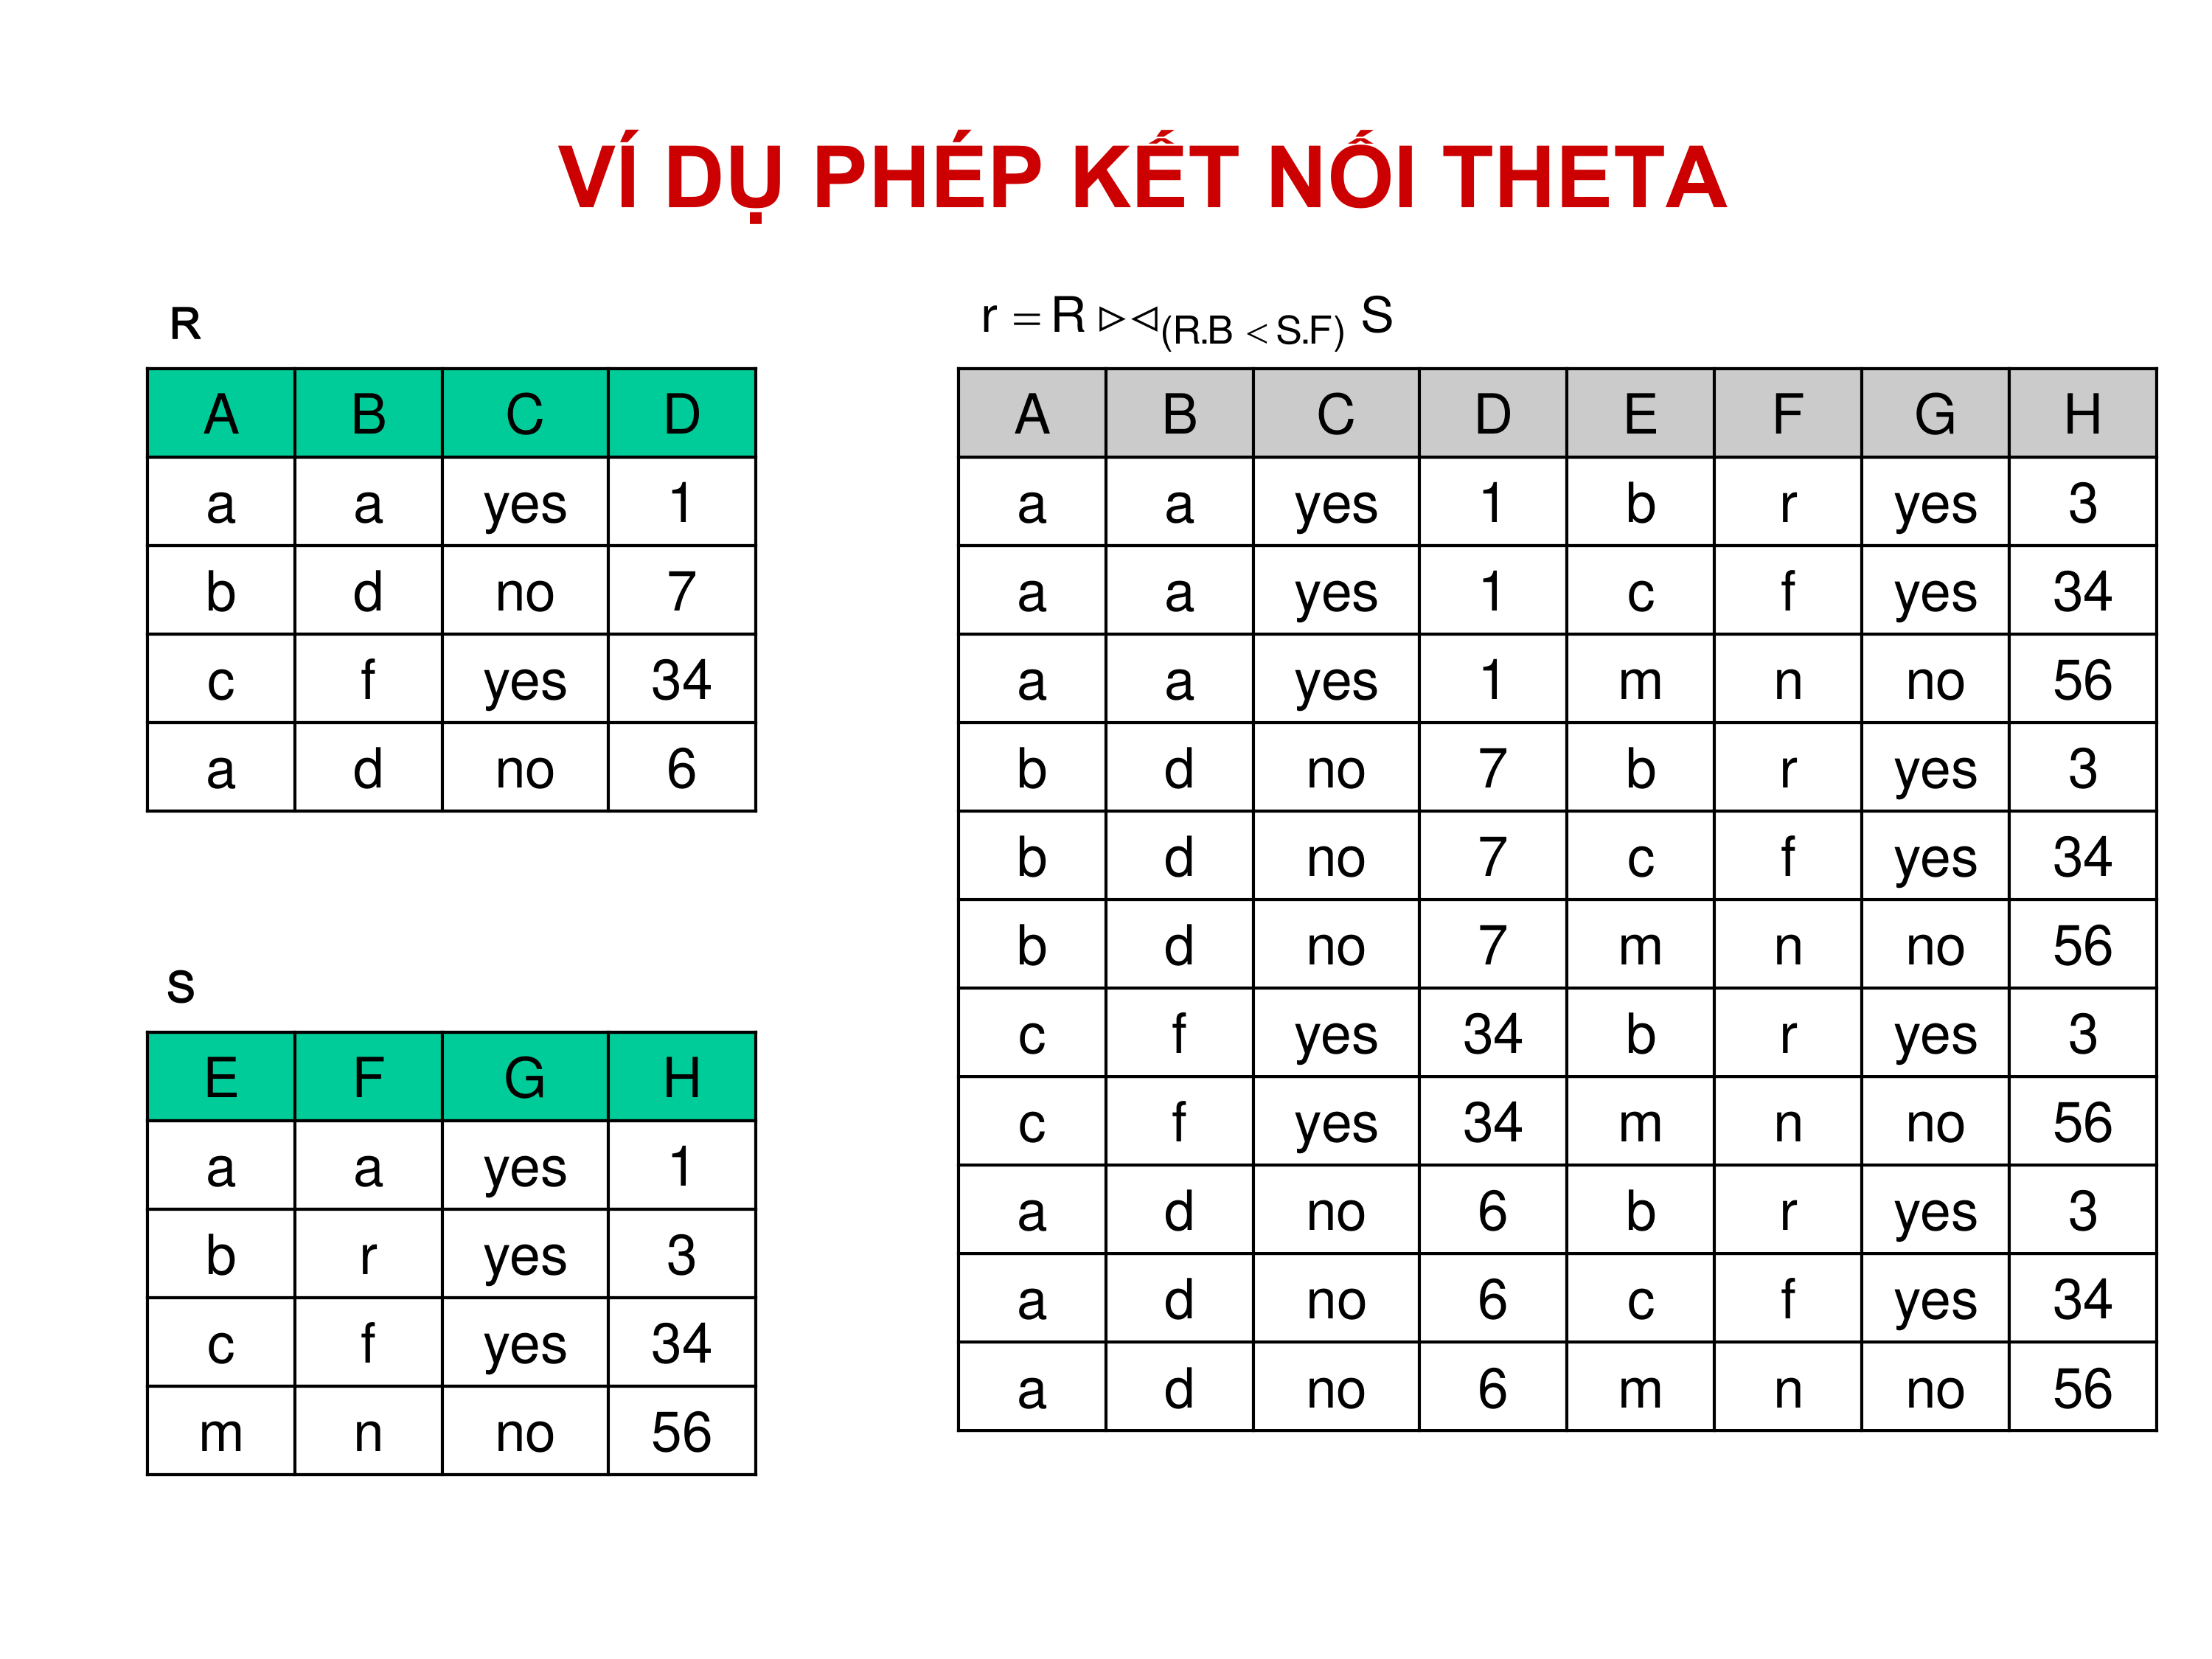 VÍ DỤ PHÉP KẾT NỐI THETA
R
A B C D
a a yes 1
b d no 7
c f yes 34
a d no 6
S
E F G H
a a yes 1
b r yes 3
c f yes 34
m n no 56
r = R ▷◁(R.B < S.F) S
A B C D E F G H
a a yes 1 b r yes 3
a a yes 1 c f yes 34
a a yes 1 m n no 56
b d no 7 b r yes 3
b d no 7 c f yes 34
b d no 7 m n no 56
c f yes 34 b r yes 3
c f yes 34 m n no 56
a d no 6 b r yes 3
a d no 6 c f yes 34
a d no 6 m n no 56